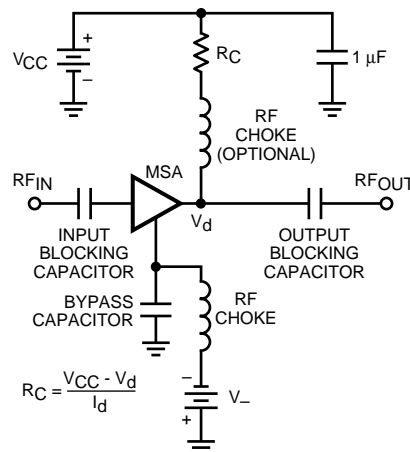 +
VCC
–
RC
1 µF
RF
CHOKE
(OPTIONAL)
MSA
RFIN
RFOUT
Vd
INPUT
BLOCKING
CAPACITOR
OUTPUT
BLOCKING
CAPACITOR
BYPASS
CAPACITOR
RF
CHOKE
RC = VCC - Vd
Id
–
V–
+